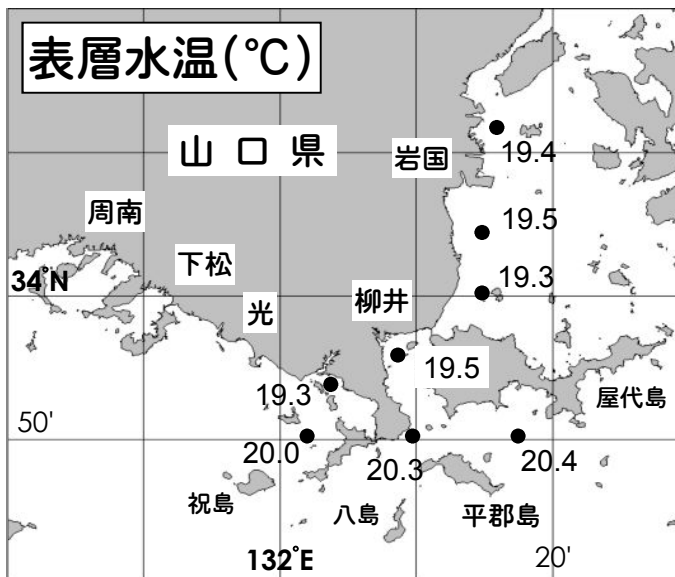 表層水温(℃)
山口県
岩国
19.4
周南
19.5
下松
34°N
19.3
光
柳井
19.5
19.3
屋代島
50'
20.0
20.3
20.4
祝島
八島
平郡島
132°E
20'